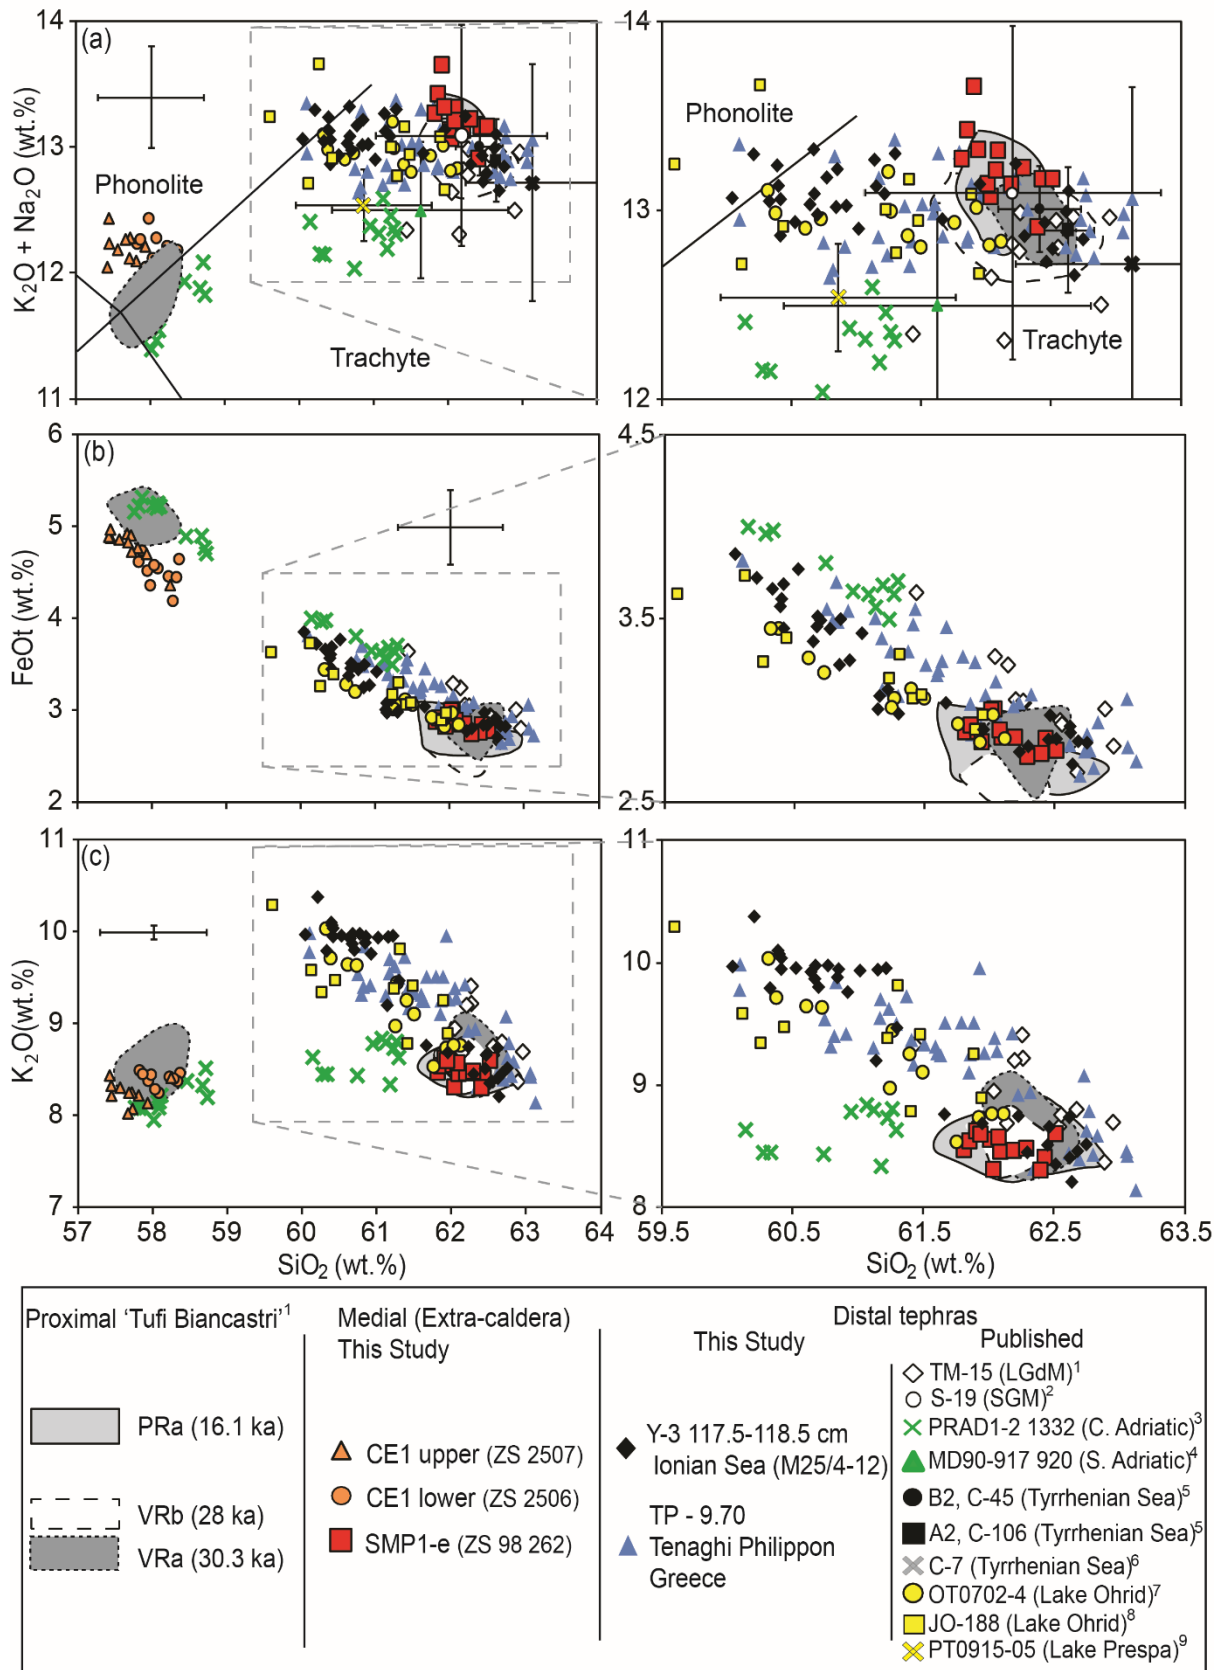 (a)
14
13
12
11
K₂O + Na₂O (wt.%)
Phonolite
Trachyte
14
13
12
Phonolite
Trachyte
(b)
6
5
4
3
2
FeOt (wt.%)
4.5
3.5
2.5
(c)
11
10
9
8
7
K₂O(wt.%)
57 58 59 60 61 62 63 64
SiO₂ (wt.%)
11
10
9
8
59.5 60.5 61.5 62.5 63.5
SiO₂ (wt.%)
Proximal 'Tufi Biancastri'¹
PRa (16.1 ka)
VRb (28 ka)
VRa (30.3 ka)
Medial (Extra-caldera)
This Study
CE1 upper (ZS 2507)
CE1 lower (ZS 2506)
SMP1-e (ZS 98 262)
Distal tephras
This Study
Y-3 117.5-118.5 cm
Ionian Sea (M25/4-12)
TP - 9.70
Tenaghi Philippon
Greece
Published
TM-15 (LGdM)¹
S-19 (SGM)²
PRAD1-2 1332 (C. Adriatic)³
MD90-917 920 (S. Adriatic)⁴
B2, C-45 (Tyrrhenian Sea)⁵
A2, C-106 (Tyrrhenian Sea)⁵
C-7 (Tyrrhenian Sea)⁶
OT0702-4 (Lake Ohrid)⁷
JO-188 (Lake Ohrid)⁸
PT0915-05 (Lake Prespa)⁹